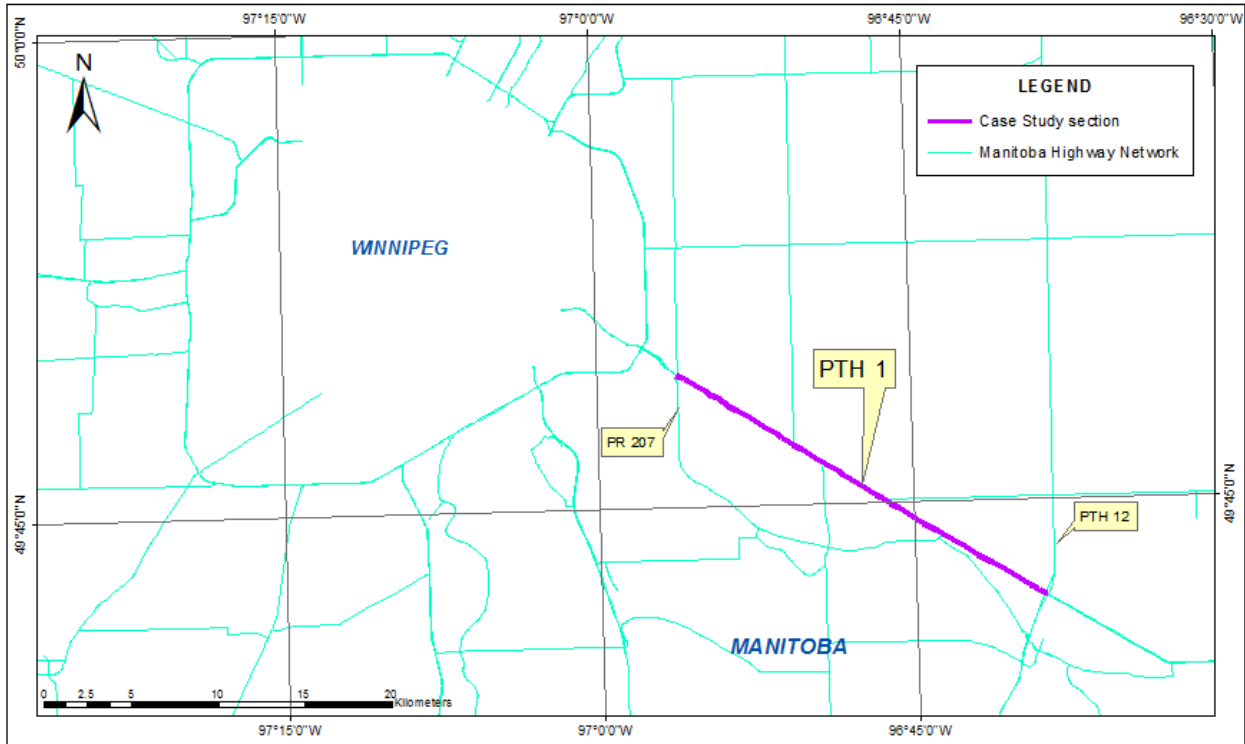 97°15'0"W 97°0'0"W 96°45'0"W 96°30'0"W
50°0'0"N
N
LEGEND
Case Study section
Manitoba Highway Network
WINNIPEG
PTH 1
PR 207
PTH 12
49°45'0"N
49°45'0"N
MANITOBA
0 2.5 5 10 15 20
Kilometers
97°15'0"W 97°0'0"W 96°45'0"W